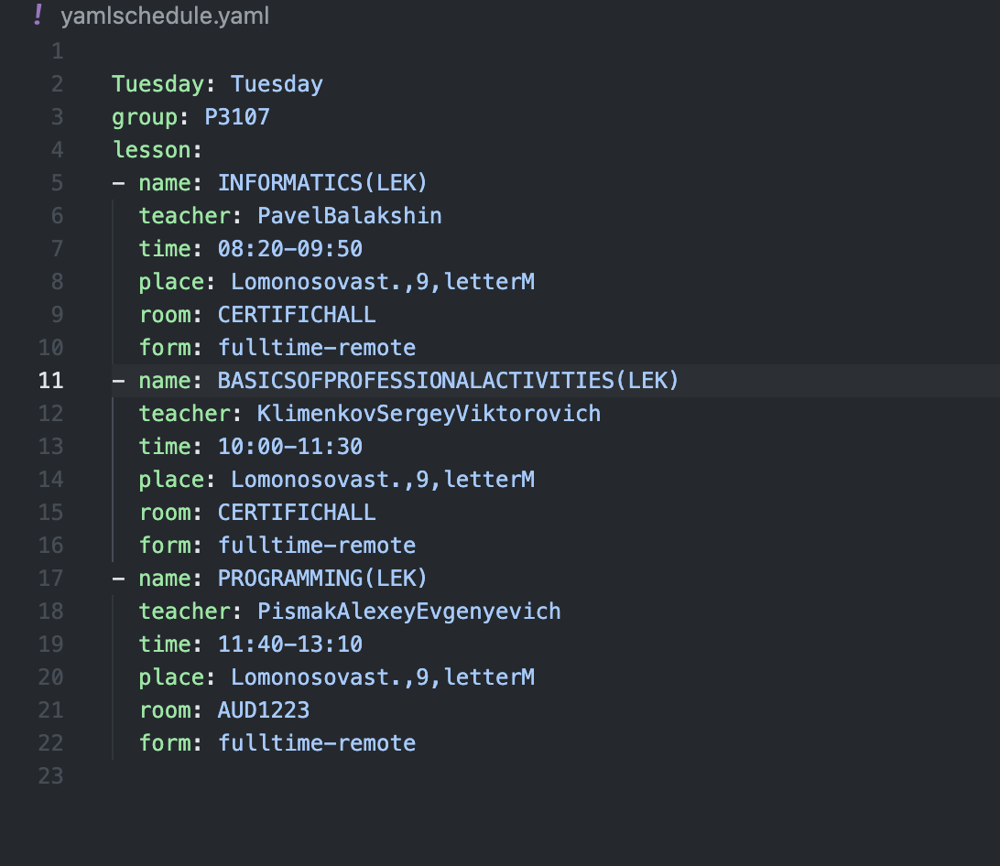 ! yamlschedule.yaml
1
2 Tuesday: Tuesday
3 group: P3107
4 lesson:
5 - name: INFORMATICS(LEK)
6 teacher: PavelBalakshin
7 time: 08:20-09:50
8 place: Lomonosovast.,9,letterM
9 room: CERTIFICHALL
10 form: fulltime-remote
11 - name: BASICSOFPROFESSIONALACTIVITIES(LEK)
12 teacher: KlimenkovSergeyViktorovich
13 time: 10:00-11:30
14 place: Lomonosovast.,9,letterM
15 room: CERTIFICHALL
16 form: fulltime-remote
17 - name: PROGRAMMING(LEK)
18 teacher: PismakAlexeyEvgenyevich
19 time: 11:40-13:10
20 place: Lomonosovast.,9,letterM
21 room: AUD1223
22 form: fulltime-remote
23